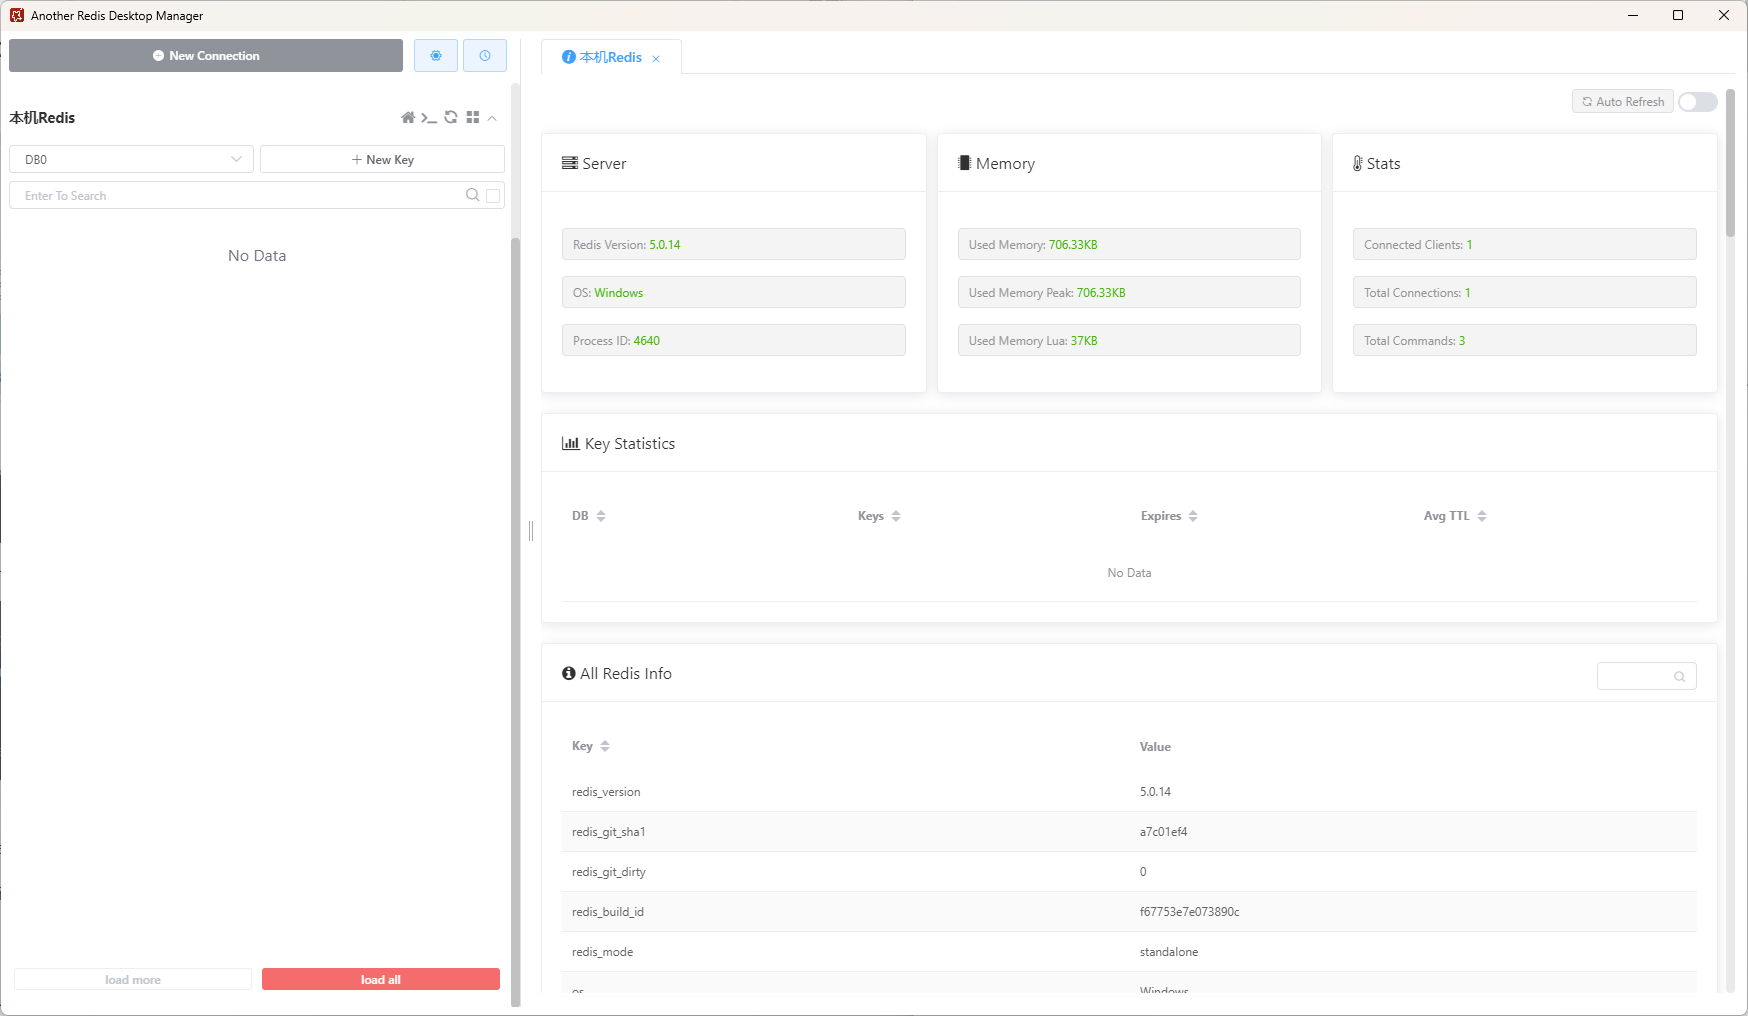 Another Redis Desktop Manager
New Connection
本机Redis
DB0
New Key
Enter To Search
No Data
load more
load all
本机Redis
Auto Refresh
Server
Redis Version: 5.0.14
OS: Windows
Process ID: 4640
Memory
Used Memory: 706.33KB
Used Memory Peak: 706.33KB
Used Memory Lua: 37KB
Stats
Connected Clients: 1
Total Connections: 1
Total Commands: 3
Key Statistics
DB Keys Expires Avg TTL
No Data
All Redis Info
Key Value
redis_version 5.0.14
redis_git_sha1 a7c01ef4
redis_git_dirty 0
redis_build_id f67753e7e073890c
redis_mode standalone
os Windows